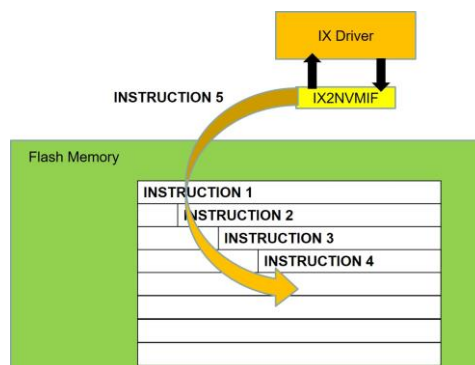 IX Driver
IX2NVMIF
INSTRUCTION 5
Flash Memory
INSTRUCTION 1
INSTRUCTION 2
INSTRUCTION 3
INSTRUCTION 4